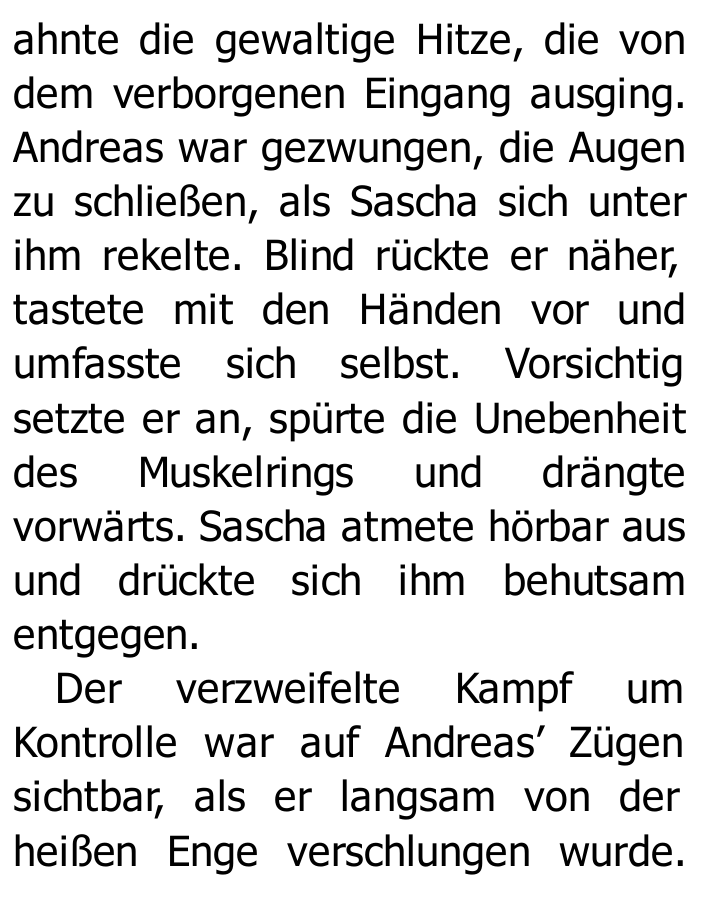 ahnte die gewaltige Hitze, die von
dem verborgenen Eingang ausging.
Andreas war gezwungen, die Augen
zu schließen, als Sascha sich unter
ihm rekelte. Blind rückte er näher,
tastete mit den Händen vor und
umfasste sich selbst. Vorsichtig
setzte er an, spürte die Unebenheit
des Muskelrings und drängte
vorwärts. Sascha atmete hörbar aus
und drückte sich ihm behutsam
entgegen.
Der verzweifelte Kampf um
Kontrolle war auf Andreas’ Zügen
sichtbar, als er langsam von der
heißen Enge verschlungen wurde.